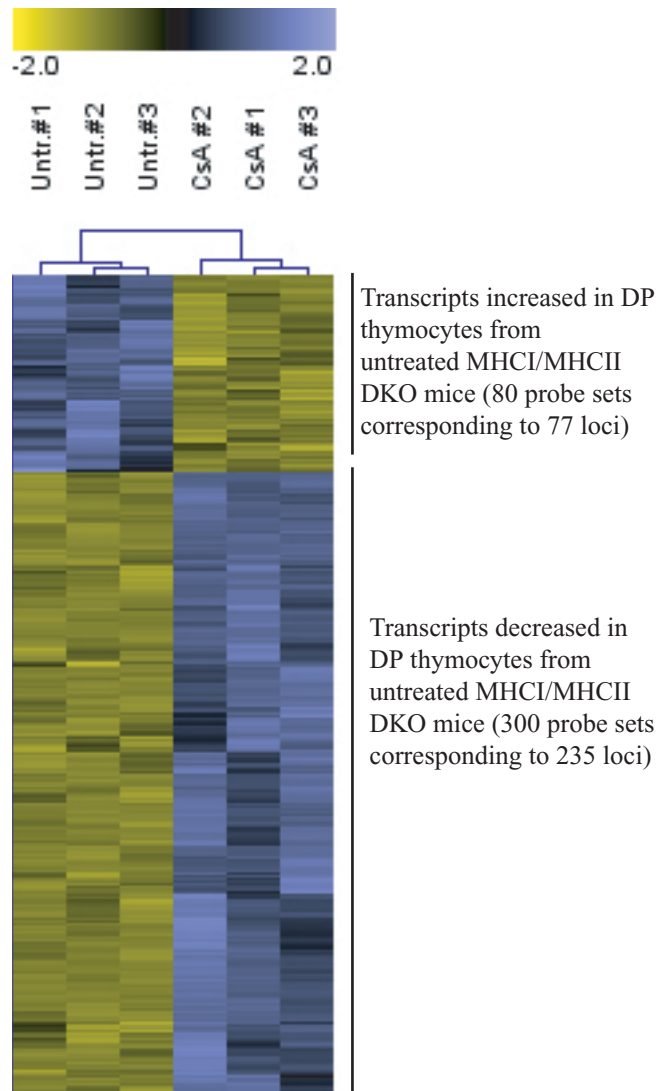 -2.0 2.0
Untr.#1 Untr.#2 Untr.#3 CsA #2 CsA #1 CsA #3
Transcripts increased in DP
thymocytes from
untreated MHCI/MHCII
DKO mice (80 probe sets
corresponding to 77 loci)
Transcripts decreased in
DP thymocytes from
untreated MHCI/MHCII
DKO mice (300 probe sets
corresponding to 235 loci)